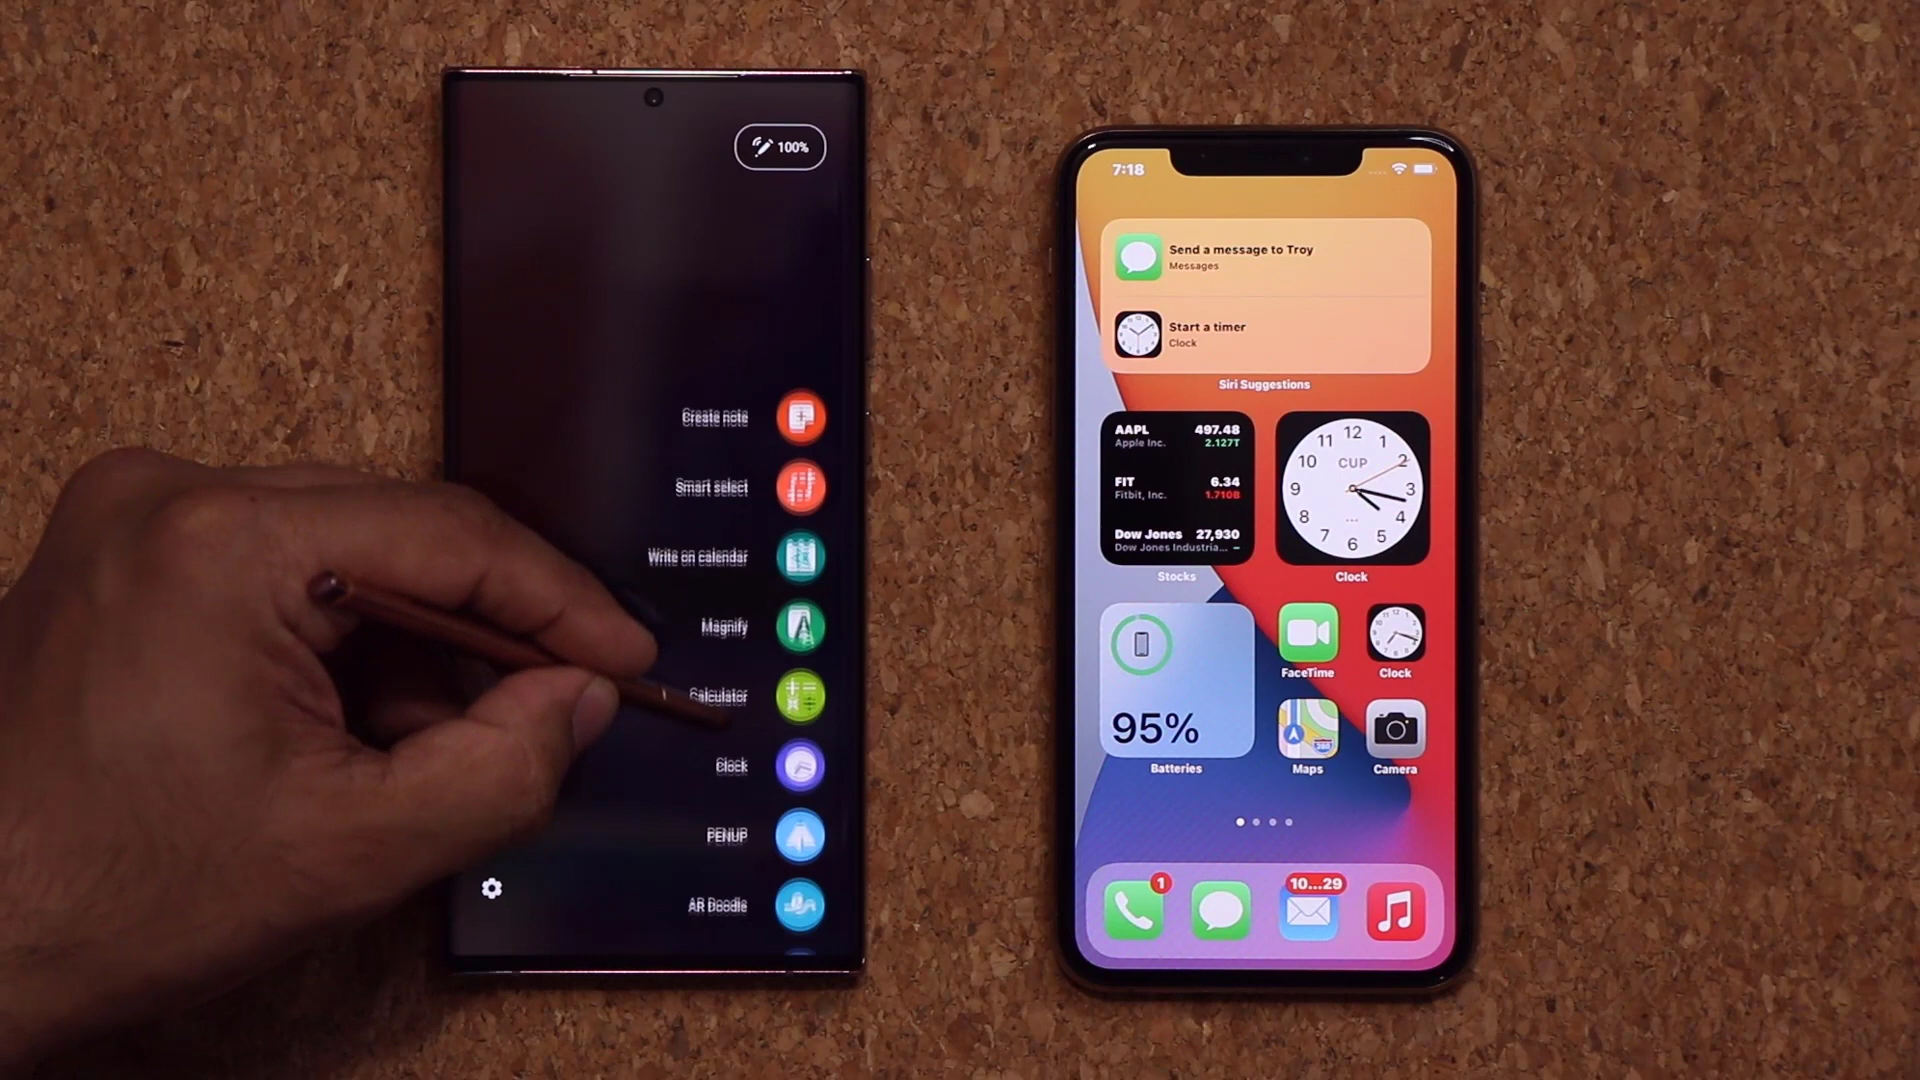 100%
Create note
Smart select
Write on calendar
Magnify
Calculator
Clock
PENUP
AR Doodle
7:18
Send a message to Troy
Messages
Start a timer
Clock
Siri Suggestions
AAPL 497.48
Apple Inc. 2.127T
FIT 6.34
Fitbit, Inc. 1.710B
Dow Jones 27,930
Dow Jones Industria... –
Stocks
12
11 1
10 CUP 2
9 3
8 ... 4
7 5
6
Clock
FaceTime
Clock
95%
280
Batteries
Maps
Camera
1
10...29